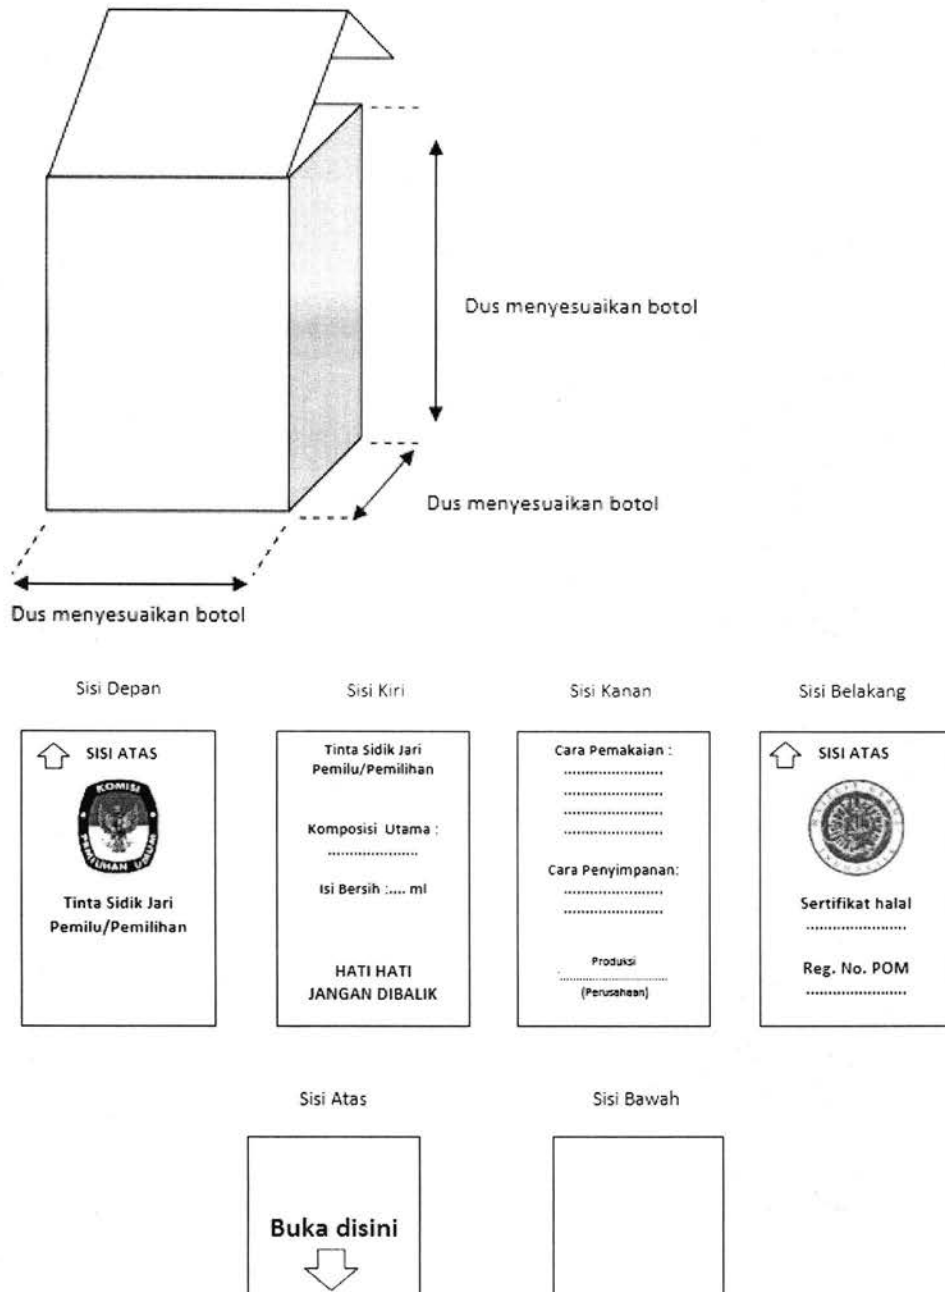 Dus menyesuaikan botol
Dus menyesuaikan botol
Dus menyesuaikan botol
Sisi Depan
SISI ATAS
KOMISI
PEMILIHAN UMUM
Tinta Sidik Jari
Pemilu/Pemilihan
Sisi Kiri
Tinta Sidik Jari
Pemilu/Pemilihan
Komposisi Utama :
....................
Isi Bersih :.... ml
HATI HATI
JANGAN DIBALIK
Sisi Kanan
Cara Pemakaian :
......................
......................
......................
......................
Cara Penyimpanan:
......................
......................
Produksi
..............................
(Perusahaan)
Sisi Belakang
SISI ATAS
MAJELIS ULAMA
INDONESIA
Sertifikat halal
......................
Reg. No. POM
......................
Sisi Atas
Buka disini
Sisi Bawah